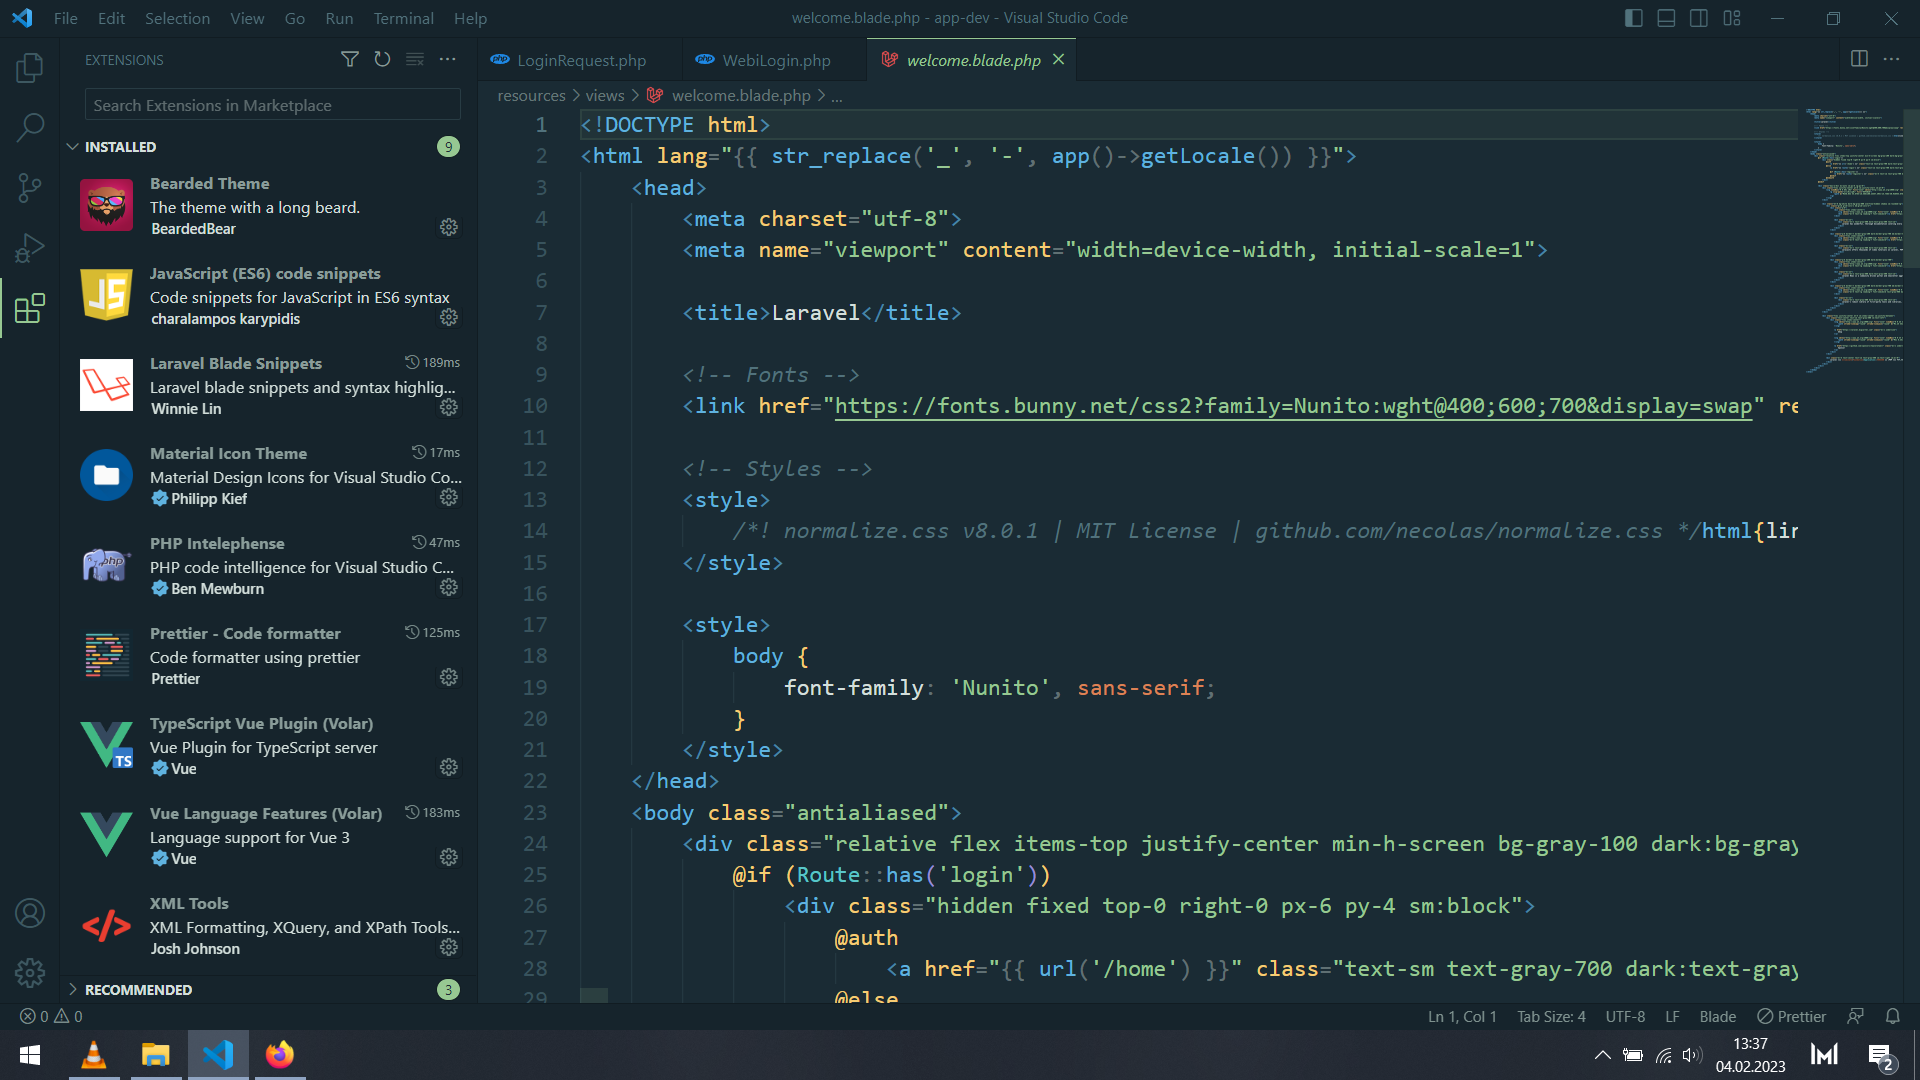 File Edit Selection View Go Run Terminal Help
welcome.blade.php - app-dev - Visual Studio Code
EXTENSIONS
Search Extensions in Marketplace
INSTALLED 9
Bearded Theme
The theme with a long beard.
BeardedBear
JS
JavaScript (ES6) code snippets
Code snippets for JavaScript in ES6 syntax
charalampos karypidis
Laravel Blade Snippets 189ms
Laravel blade snippets and syntax highlig...
Winnie Lin
Material Icon Theme 17ms
Material Design Icons for Visual Studio Co...
Philipp Kief
php
PHP Intelephense 47ms
PHP code intelligence for Visual Studio C...
Ben Mewburn
Prettier - Code formatter 125ms
Code formatter using prettier
Prettier
TS
TypeScript Vue Plugin (Volar)
Vue Plugin for TypeScript server
Vue
Vue Language Features (Volar) 183ms
Language support for Vue 3
Vue
XML Tools
XML Formatting, XQuery, and XPath Tools...
Josh Johnson
RECOMMENDED 3
php LoginRequest.php php WebiLogin.php welcome.blade.php
resources > views > welcome.blade.php > ...
1 <!DOCTYPE html>
2 <html lang="{{ str_replace('_', '-', app()->getLocale()) }}">
3 <head>
4 <meta charset="utf-8">
5 <meta name="viewport" content="width=device-width, initial-scale=1">
6
7 <title>Laravel</title>
8
9 <!-- Fonts -->
10 <link href="https://fonts.bunny.net/css2?family=Nunito:wght@400;600;700&display=swap" re
11
12 <!-- Styles -->
13 <style>
14 /*! normalize.css v8.0.1 | MIT License | github.com/necolas/normalize.css */html{lin
15 </style>
16
17 <style>
18 body {
19 font-family: 'Nunito', sans-serif;
20 }
21 </style>
22 </head>
23 <body class="antialiased">
24 <div class="relative flex items-top justify-center min-h-screen bg-gray-100 dark:bg-gray
25 @if (Route::has('login'))
26 <div class="hidden fixed top-0 right-0 px-6 py-4 sm:block">
27 @auth
28 <a href="{{ url('/home') }}" class="text-sm text-gray-700 dark:text-gray
29 @else
0 0
Ln 1, Col 1 Tab Size: 4 UTF-8 LF Blade Prettier
13:37
04.02.2023
2